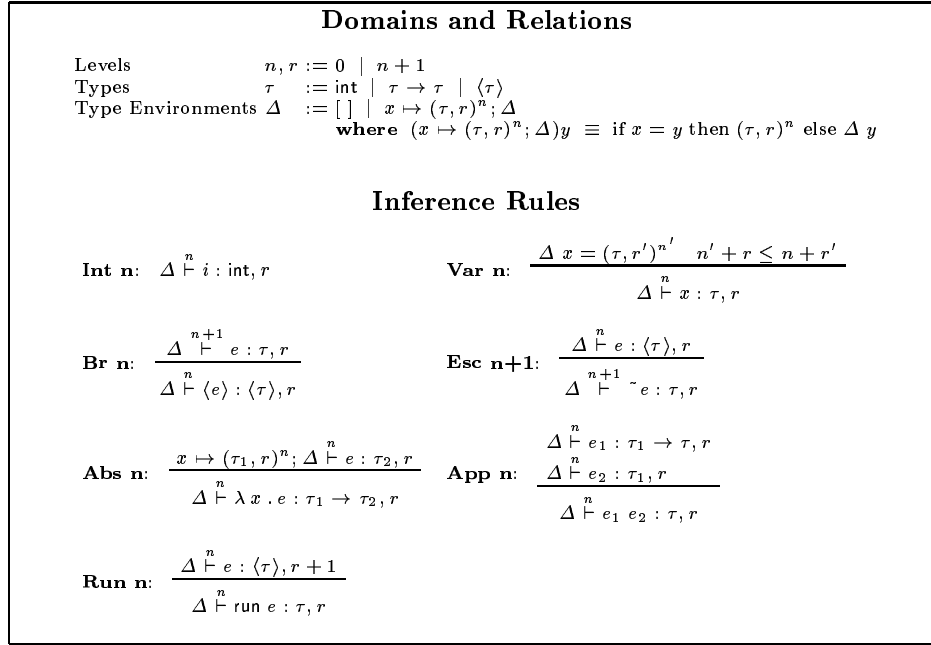 Domains and Relations
Levels n, r := 0 | n + 1
Types τ := int | τ → τ | ⟨τ⟩
Type Environments Δ := [ ] | x ↦ (τ, r)ⁿ; Δ
where (x ↦ (τ, r)ⁿ; Δ)y ≡ if x = y then (τ, r)ⁿ else Δ y
Inference Rules
Int n: Δ ⊢^n i : int, r
Var n: Δ x = (τ, r')^{n'} n' + r ≤ n + r'
Δ ⊢^n x : τ, r
Br n: Δ ⊢^{n+1} e : τ, r
Δ ⊢^n ⟨e⟩ : ⟨τ⟩, r
Esc n+1: Δ ⊢^n e : ⟨τ⟩, r
Δ ⊢^{n+1} ˜e : τ, r
Abs n: x ↦ (τ₁, r)ⁿ; Δ ⊢^n e : τ₂, r
Δ ⊢^n λ x . e : τ₁ → τ₂, r
App n: Δ ⊢^n e₁ : τ₁ → τ, r
Δ ⊢^n e₂ : τ₁, r
Δ ⊢^n e₁ e₂ : τ, r
Run n: Δ ⊢^n e : ⟨τ⟩, r + 1
Δ ⊢^n run e : τ, r